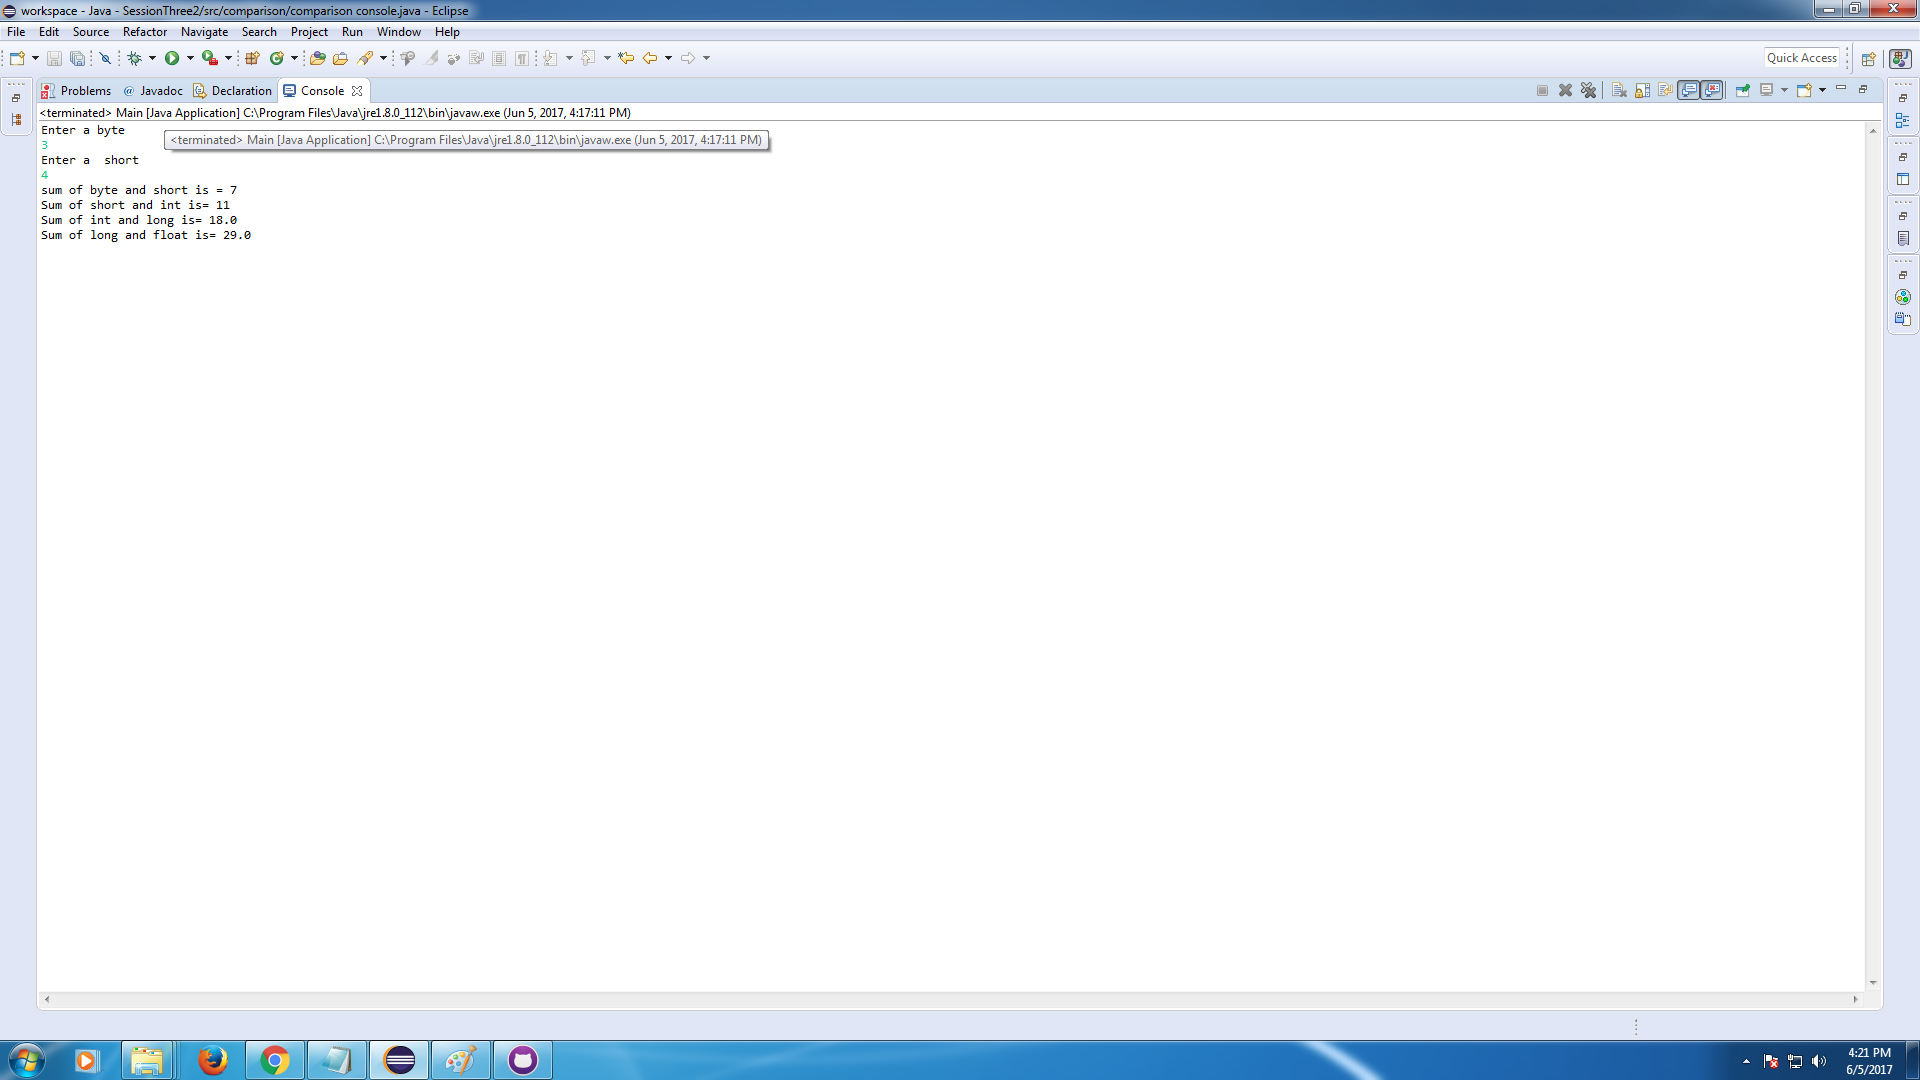 workspace - Java - SessionThree2/src/comparison/comparison console.java - Eclipse
File Edit Source Refactor Navigate Search Project Run Window Help
Quick Access
Problems @ Javadoc Declaration Console
<terminated> Main [Java Application] C:\Program Files\Java\jre1.8.0_112\bin\javaw.exe (Jun 5, 2017, 4:17:11 PM)
Enter a byte
<terminated> Main [Java Application] C:\Program Files\Java\jre1.8.0_112\bin\javaw.exe (Jun 5, 2017, 4:17:11 PM)
3
Enter a  short
4
sum of byte and short is = 7
Sum of short and int is= 11
Sum of int and long is= 18.0
Sum of long and float is= 29.0
4:21 PM
6/5/2017